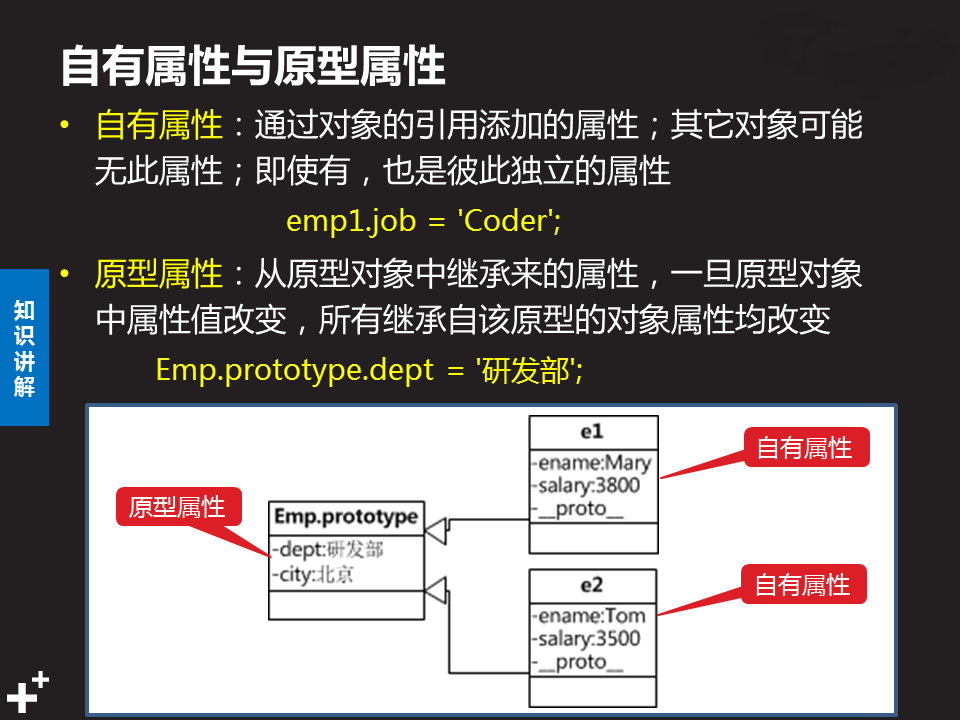 自有属性与原型属性
• 自有属性：通过对象的引用添加的属性；其它对象可能
无此属性；即使有，也是彼此独立的属性
emp1.job = 'Coder';
• 原型属性：从原型对象中继承来的属性，一旦原型对象
中属性值改变，所有继承自该原型的对象属性均改变
Emp.prototype.dept = '研发部';
知
识
讲
解
原型属性
Emp.prototype
-dept:研发部
-city:北京
e1
-ename:Mary
-salary:3800
-__proto__
自有属性
e2
-ename:Tom
-salary:3500
-__proto__
自有属性